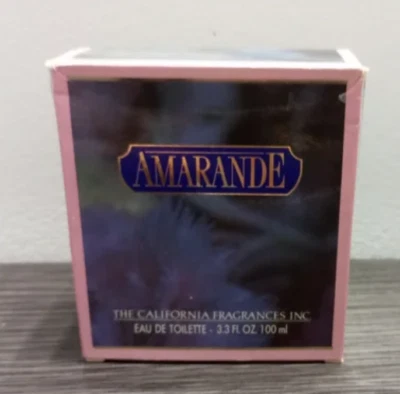 AMARANDE
THE CALIFORNIA FRAGRANCES INC
EAU DE TOILETTE - 3.3 FL. OZ. 100 ml